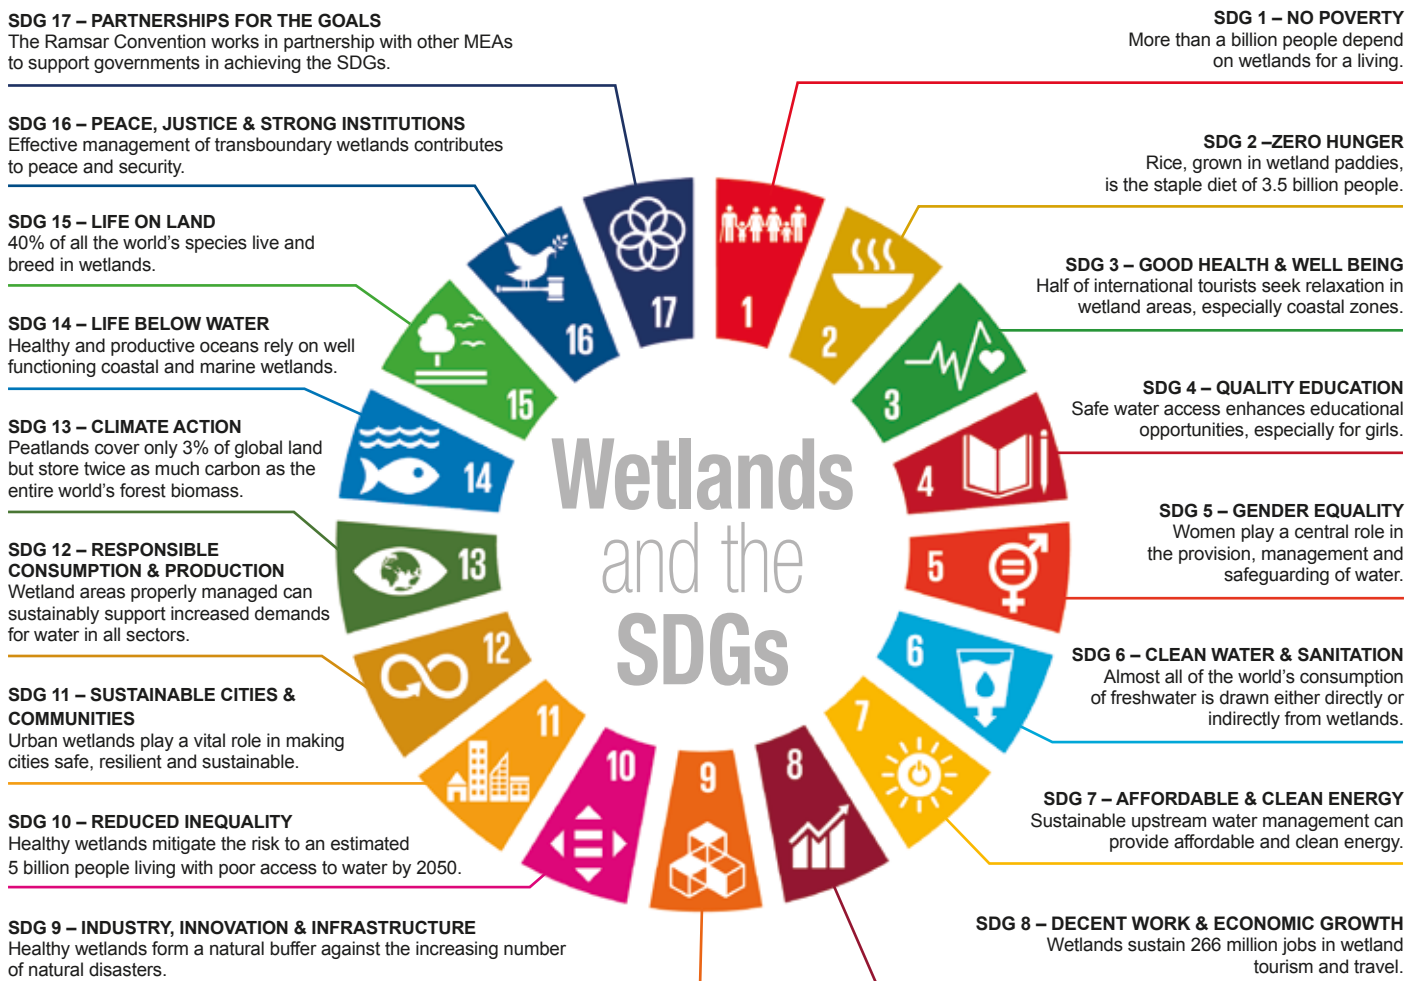 SDG 17 – PARTNERSHIPS FOR THE GOALS
The Ramsar Convention works in partnership with other MEAs
to support governments in achieving the SDGs.
SDG 16 – PEACE, JUSTICE & STRONG INSTITUTIONS
Effective management of transboundary wetlands contributes
to peace and security.
SDG 15 – LIFE ON LAND
40% of all the world’s species live and
breed in wetlands.
SDG 14 – LIFE BELOW WATER
Healthy and productive oceans rely on well
functioning coastal and marine wetlands.
SDG 13 – CLIMATE ACTION
Peatlands cover only 3% of global land
but store twice as much carbon as the
entire world’s forest biomass.
SDG 12 – RESPONSIBLE
CONSUMPTION & PRODUCTION
Wetland areas properly managed can
sustainably support increased demands
for water in all sectors.
SDG 11 – SUSTAINABLE CITIES &
COMMUNITIES
Urban wetlands play a vital role in making
cities safe, resilient and sustainable.
SDG 10 – REDUCED INEQUALITY
Healthy wetlands mitigate the risk to an estimated
5 billion people living with poor access to water by 2050.
SDG 9 – INDUSTRY, INNOVATION & INFRASTRUCTURE
Healthy wetlands form a natural buffer against the increasing number
of natural disasters.
Wetlands
and the
SDGs
1
2
3
4
5
6
7
8
9
10
11
12
13
14
15
16
17
SDG 1 – NO POVERTY
More than a billion people depend
on wetlands for a living.
SDG 2 –ZERO HUNGER
Rice, grown in wetland paddies,
is the staple diet of 3.5 billion people.
SDG 3 – GOOD HEALTH & WELL BEING
Half of international tourists seek relaxation in
wetland areas, especially coastal zones.
SDG 4 – QUALITY EDUCATION
Safe water access enhances educational
opportunities, especially for girls.
SDG 5 – GENDER EQUALITY
Women play a central role in
the provision, management and
safeguarding of water.
SDG 6 – CLEAN WATER & SANITATION
Almost all of the world’s consumption
of freshwater is drawn either directly or
indirectly from wetlands.
SDG 7 – AFFORDABLE & CLEAN ENERGY
Sustainable upstream water management can
provide affordable and clean energy.
SDG 8 – DECENT WORK & ECONOMIC GROWTH
Wetlands sustain 266 million jobs in wetland
tourism and travel.